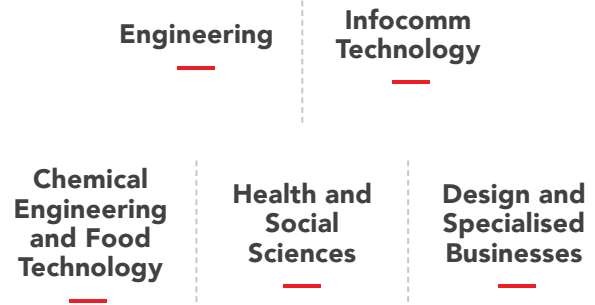 Engineering
Infocomm
Technology
Chemical
Engineering
and Food
Technology
Health and
Social
Sciences
Design and
Specialised
Businesses